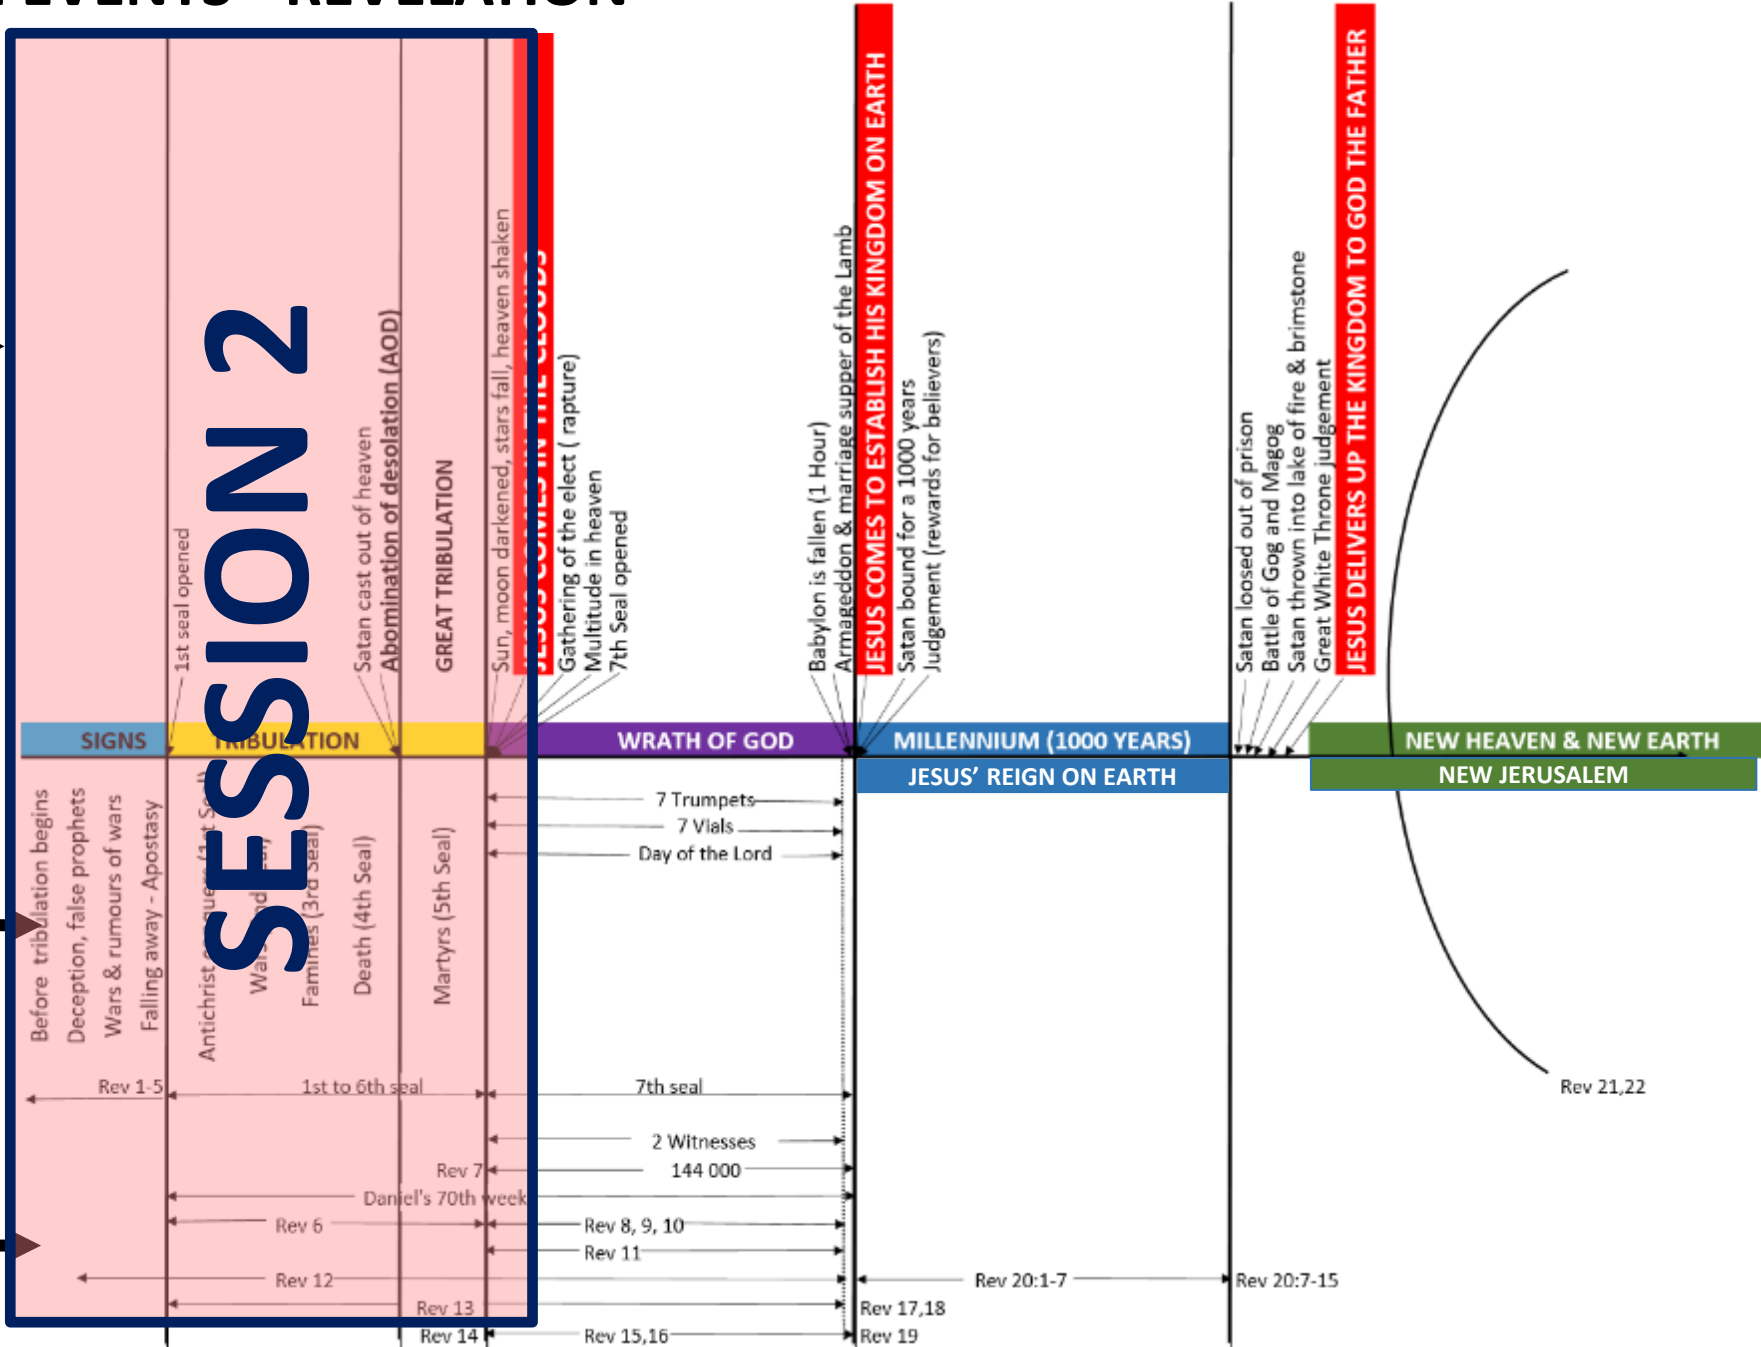 EVENTS - REVELATION
SESSION 2
1st seal opened
Satan cast out of heaven
Abomination of desolation (AOD)
GREAT TRIBULATION
Sun, moon darkened, stars fall, heaven shaken
JESUS COMES IN THE CLOUDS
Gathering of the elect ( rapture)
Multitude in heaven
7th Seal opened
Babylon is fallen (1 Hour)
Armageddon & marriage supper of the Lamb
JESUS COMES TO ESTABLISH HIS KINGDOM ON EARTH
Satan bound for a 1000 years
Judgement (rewards for believers)
Satan loosed out of prison
Battle of Gog and Magog
Satan thrown into lake of fire & brimstone
Great White Throne judgement
JESUS DELIVERS UP THE KINGDOM TO GOD THE FATHER
SIGNS
TRIBULATION
WRATH OF GOD
MILLENNIUM (1000 YEARS)
NEW HEAVEN & NEW EARTH
JESUS' REIGN ON EARTH
NEW JERUSALEM
Before tribulation begins
Deception, false prophets
Wars & rumours of wars
Falling away - Apostasy
Antichrist conquers (1st Seal)
Famines (3rd Seal)
Death (4th Seal)
Martyrs (5th Seal)
7 Trumpets
7 Vials
Day of the Lord
Rev 1-5
1st to 6th seal
7th seal
Rev 21,22
2 Witnesses
Rev 7
144 000
Daniel's 70th week
Rev 6
Rev 8, 9, 10
Rev 11
Rev 12
Rev 20:1-7
Rev 20:7-15
Rev 13
Rev 17,18
Rev 14
Rev 15,16
Rev 19